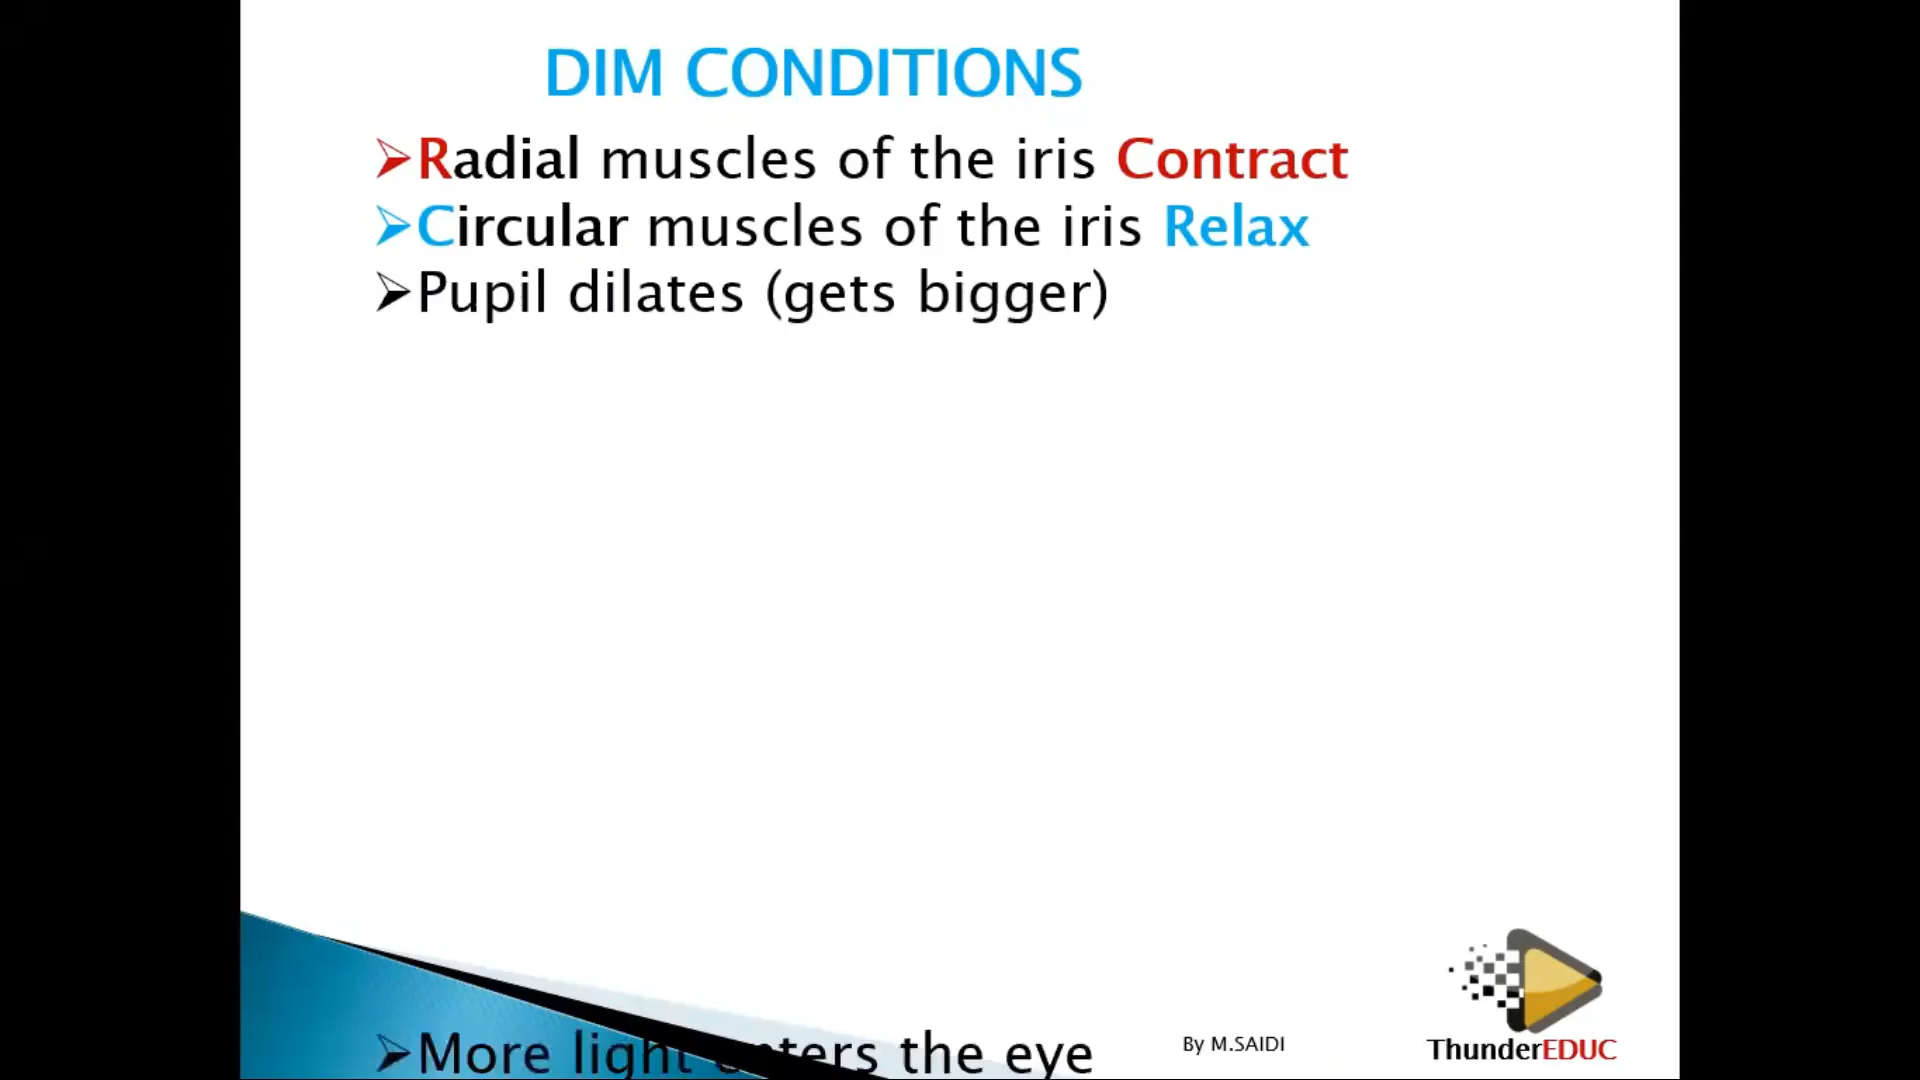 DIM CONDITIONS
➢Radial muscles of the iris Contract
➢Circular muscles of the iris Relax
➢Pupil dilates (gets bigger)
➢More light enters the eye
By M.SAIDI
ThunderEDUC